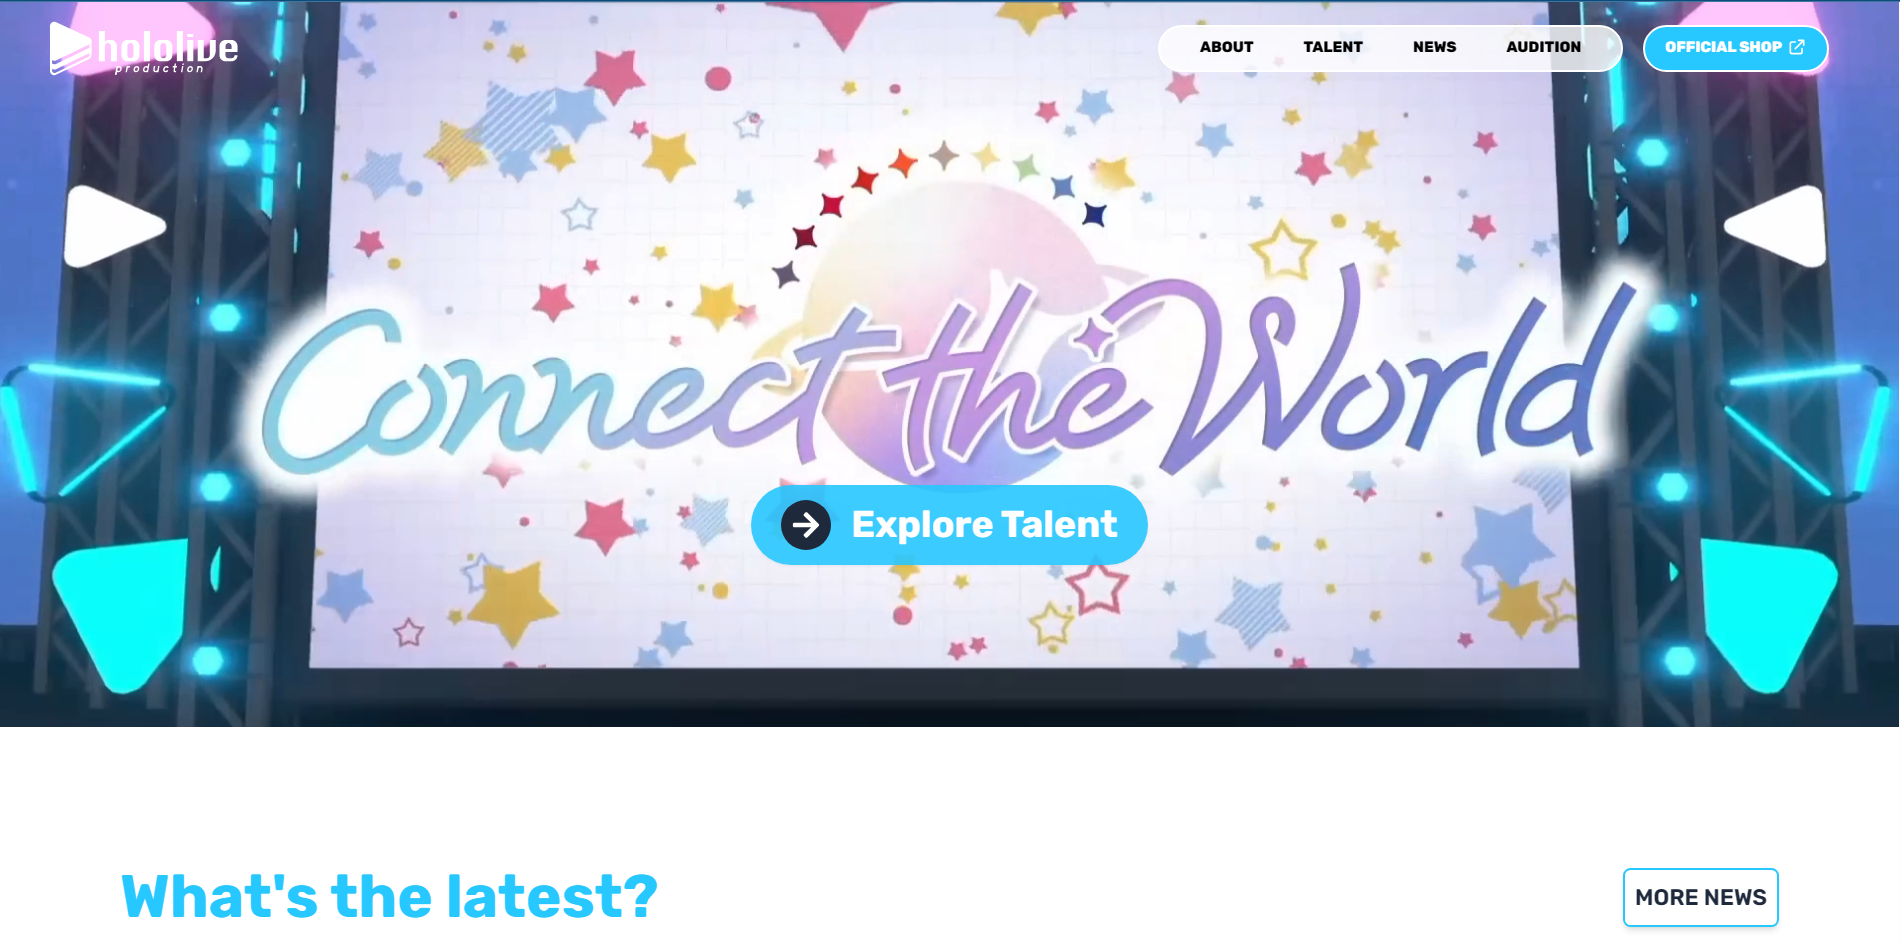 hololive
production
ABOUT TALENT NEWS AUDITION
OFFICIAL SHOP
Connect the World
Explore Talent
What's the latest?
MORE NEWS